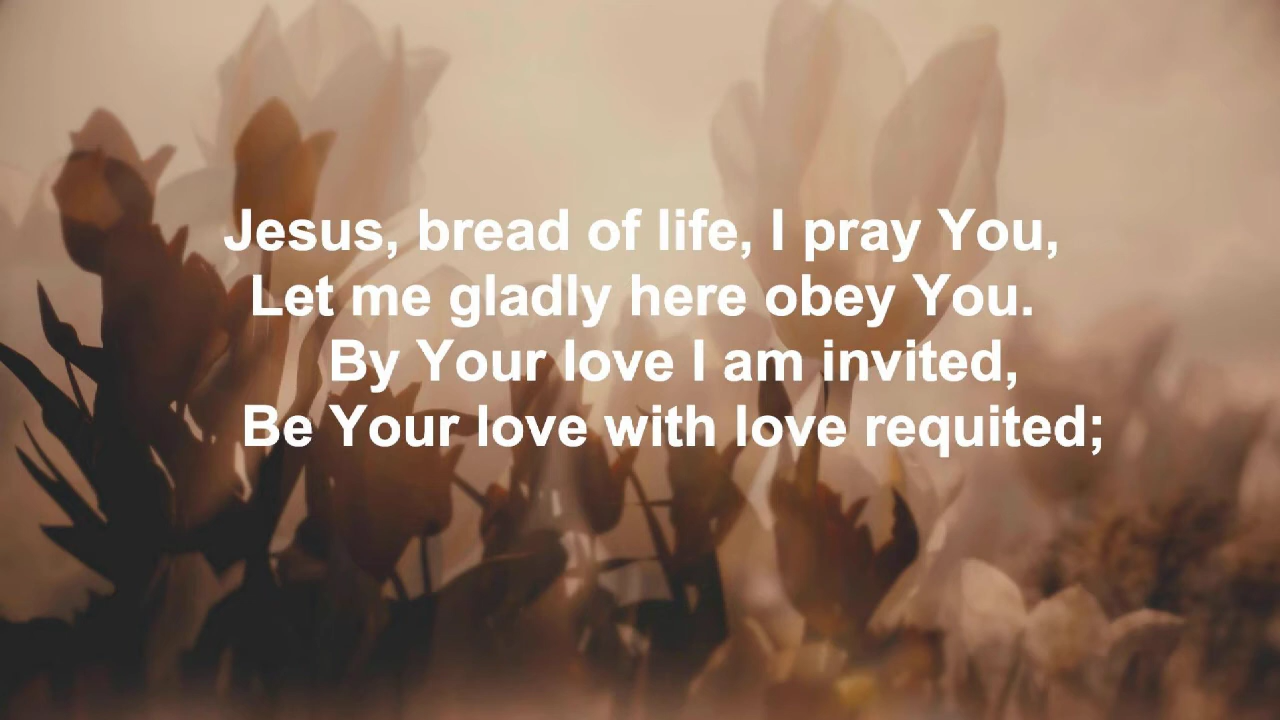 Jesus, bread of life, I pray You,
Let me gladly here obey You.
By Your love I am invited,
Be Your love with love requited;